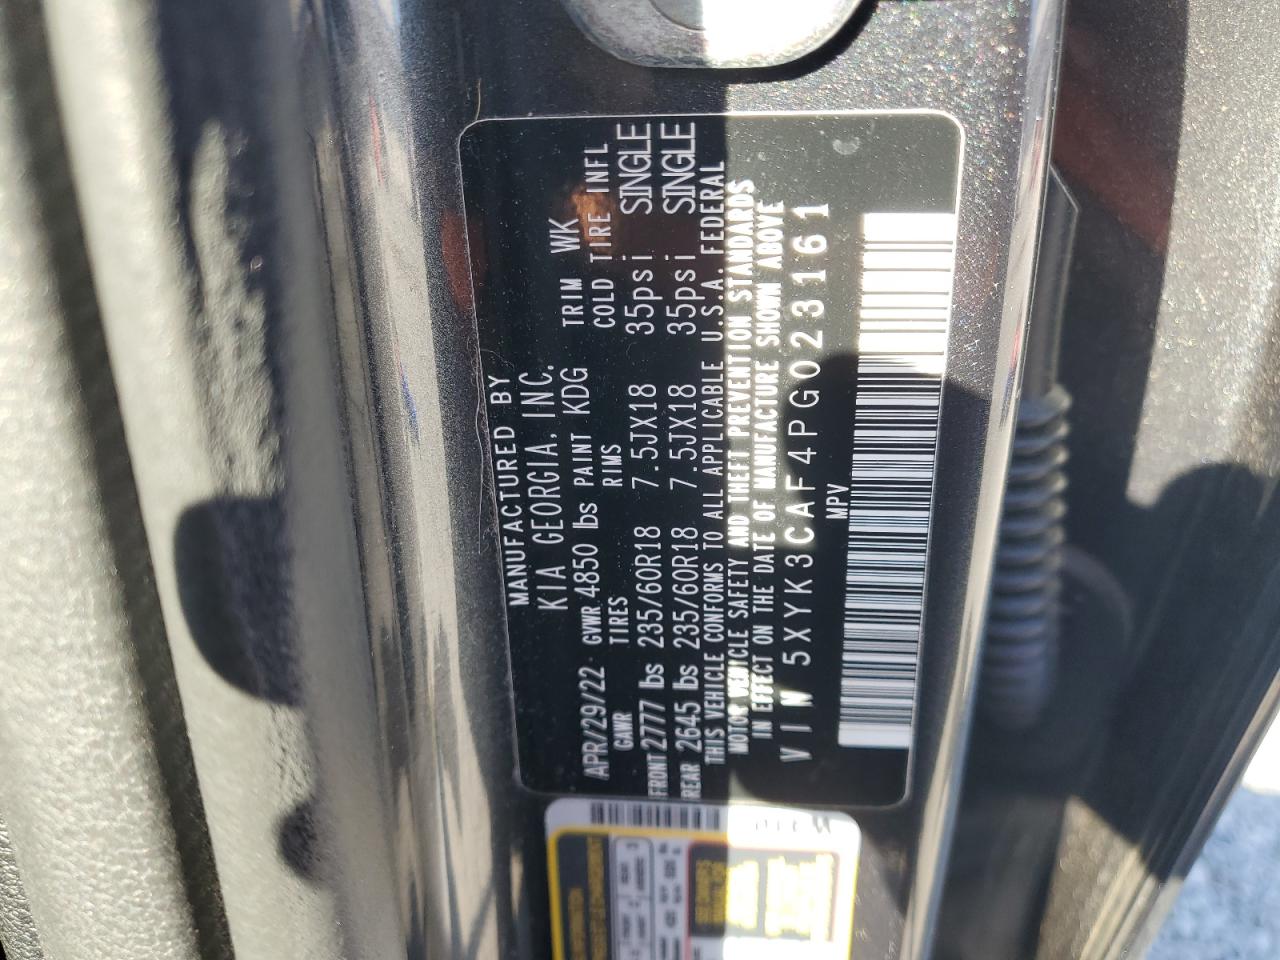 MANUFACTURED BY
KIA GEORGIA, INC.
APR/29/22 GVWR 4850 lbs PAINT KDG TRIM WK
GAWR TIRES RIMS COLD TIRE INFL
FRONT 2777 lbs 235/60R18 7.5JX18 35psi SINGLE
REAR 2645 lbs 235/60R18 7.5JX18 35psi SINGLE
THIS VEHICLE CONFORMS TO ALL APPLICABLE U.S.A. FEDERAL
MOTOR VEHICLE SAFETY AND THEFT PREVENTION STANDARDS
IN EFFECT ON THE DATE OF MANUFACTURE SHOWN ABOVE
VIN 5XYK3CAF4PG023161
MPV